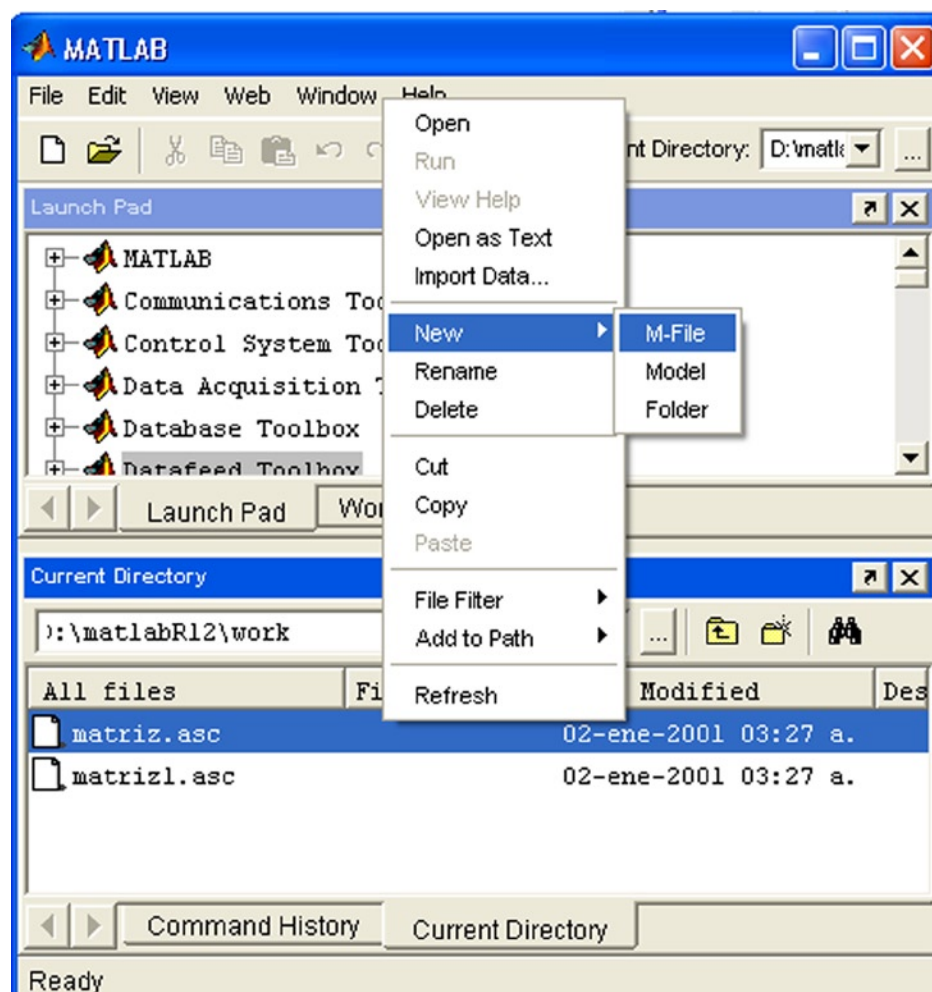 MATLAB
File Edit View Web Window Help
nt Directory: D:\matl
...
Launch Pad
MATLAB
Communications Too
Control System Too
Data Acquisition
Database Toolbox
Datafeed Toolbox
Launch Pad Wor
Open
Run
View Help
Open as Text
Import Data...
New
Rename
Delete
Cut
Copy
Paste
File Filter
Add to Path
Refresh
M-File
Model
Folder
Current Directory
:\matlabR12\work
...
All files Fi Modified Des
matriz.asc 02-ene-2001 03:27 a.
matriz1.asc 02-ene-2001 03:27 a.
Command History Current Directory
Ready